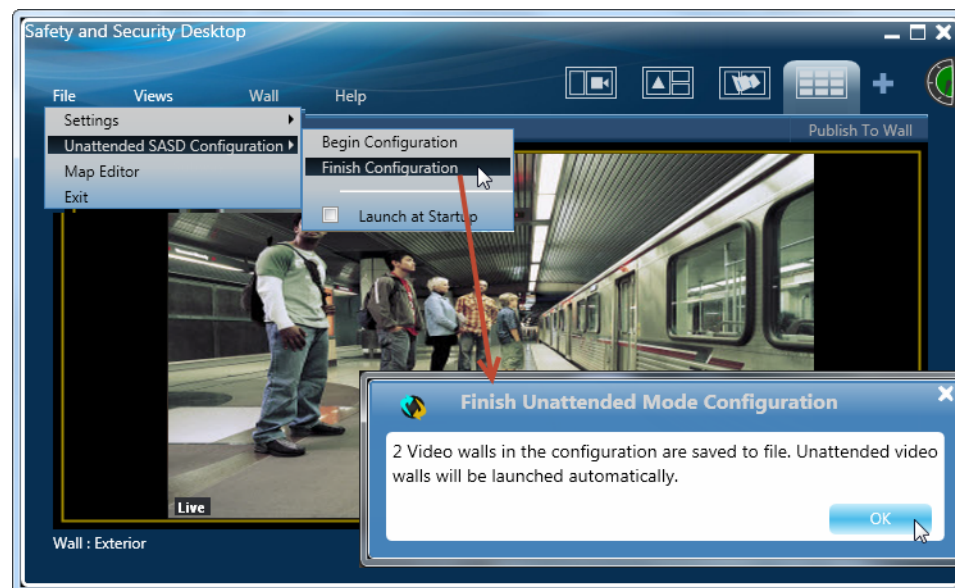 Safety and Security Desktop
File Views Wall Help
Publish To Wall
Settings
Unattended SASD Configuration
Map Editor
Exit
Begin Configuration
Finish Configuration
Launch at Startup
Live
Wall : Exterior
Finish Unattended Mode Configuration
2 Video walls in the configuration are saved to file. Unattended video
walls will be launched automatically.
OK